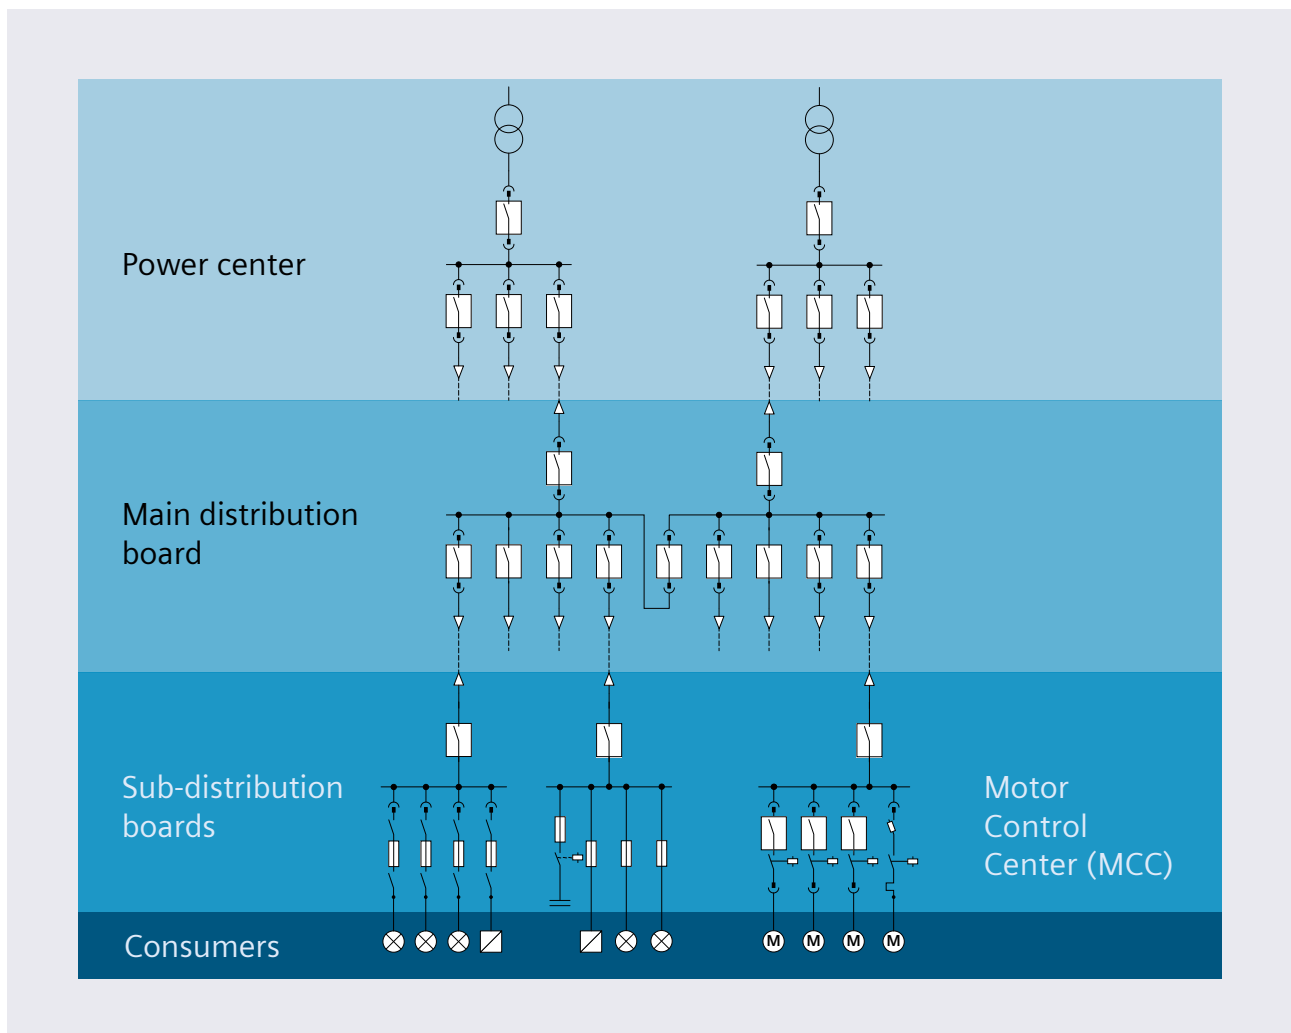 Power center
Main distribution
board
Sub-distribution
boards
Motor
Control
Center (MCC)
Consumers
M
M
M
M